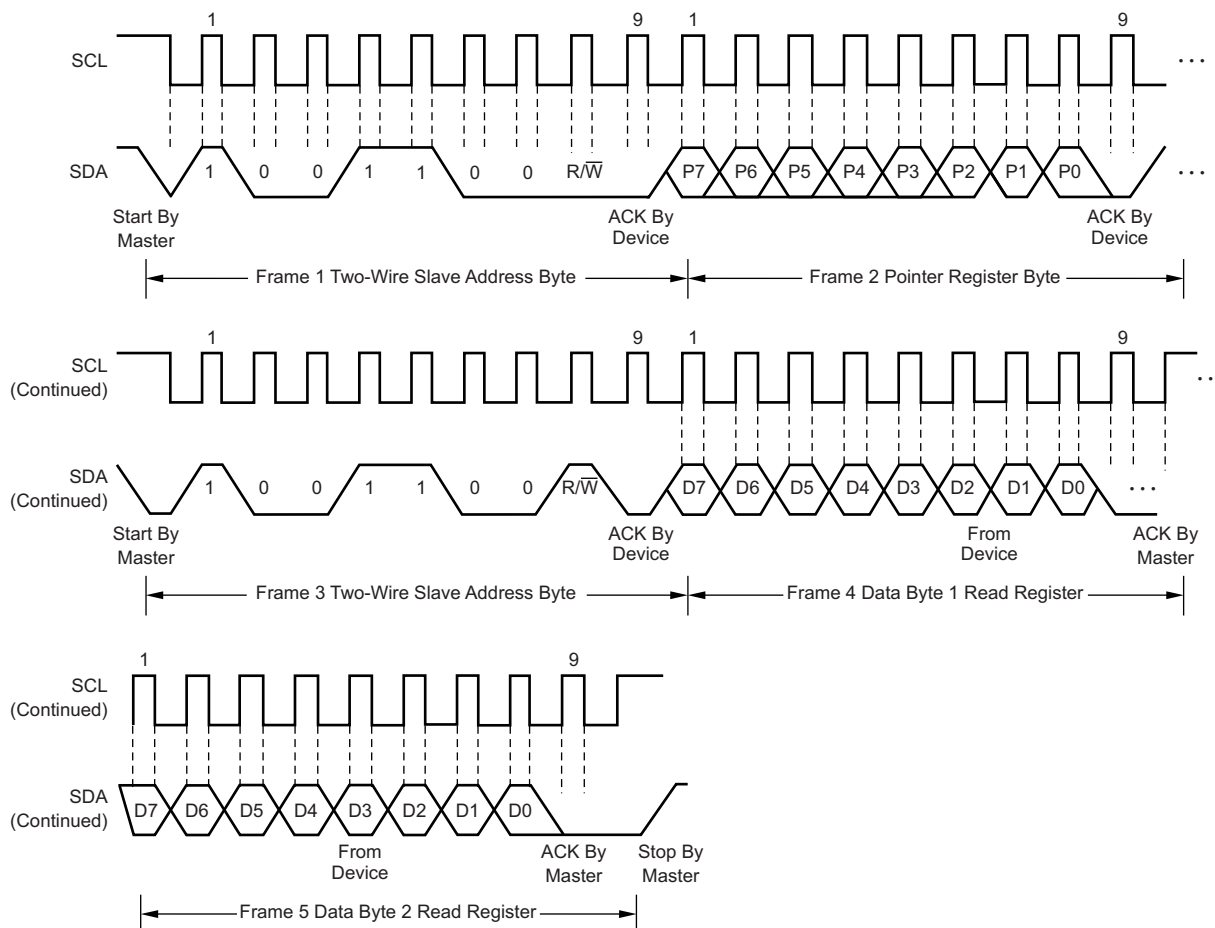 1 9 1 9
SCL
...
SDA
1 0 0 1 1 0 0 R/W̅ P7 P6 P5 P4 P3 P2 P1 P0 ...
Start By Master
ACK By Device
ACK By Device
Frame 1 Two-Wire Slave Address Byte
Frame 2 Pointer Register Byte
1 9 1 9
SCL (Continued)
..
SDA (Continued)
1 0 0 1 1 0 0 R/W̅ D7 D6 D5 D4 D3 D2 D1 D0 ...
Start By Master
ACK By Device
From Device
ACK By Master
Frame 3 Two-Wire Slave Address Byte
Frame 4 Data Byte 1 Read Register
1 9
SCL (Continued)
SDA (Continued)
D7 D6 D5 D4 D3 D2 D1 D0
From Device
ACK By Master
Stop By Master
Frame 5 Data Byte 2 Read Register